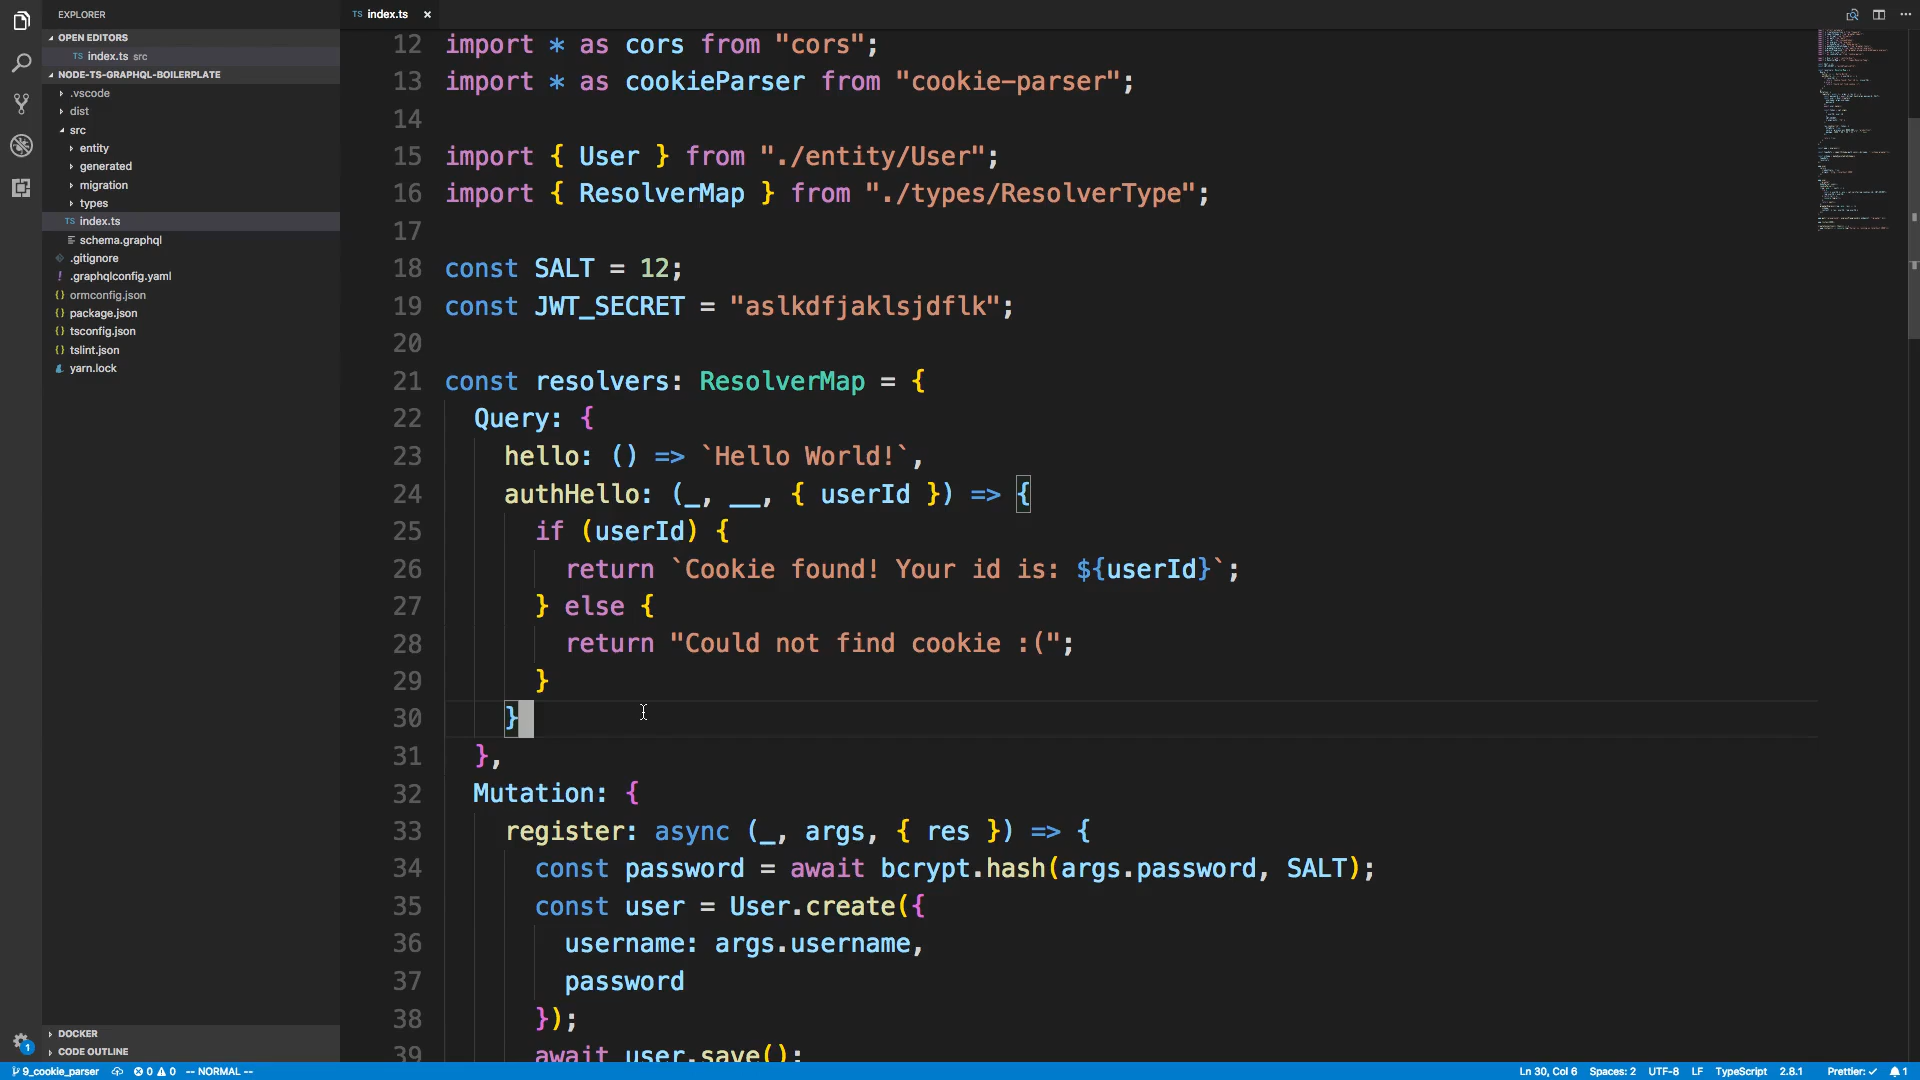 EXPLORER
OPEN EDITORS
TS index.ts src
NODE-TS-GRAPHQL-BOILERPLATE
.vscode
dist
src
entity
generated
migration
types
TS index.ts
schema.graphql
.gitignore
! .graphqlconfig.yaml
{} ormconfig.json
{} package.json
{} tsconfig.json
{} tslint.json
yarn.lock
DOCKER
CODE OUTLINE
TS index.ts ×
12 import * as cors from "cors";
13 import * as cookieParser from "cookie-parser";
14
15 import { User } from "./entity/User";
16 import { ResolverMap } from "./types/ResolverType";
17
18 const SALT = 12;
19 const JWT_SECRET = "aslkdfjaklsjdflk";
20
21 const resolvers: ResolverMap = {
22 Query: {
23 hello: () => `Hello World!`,
24 authHello: (_, __, { userId }) => {
25 if (userId) {
26 return `Cookie found! Your id is: ${userId}`;
27 } else {
28 return "Could not find cookie :(";
29 }
30 }
31 },
32 Mutation: {
33 register: async (_, args, { res }) => {
34 const password = await bcrypt.hash(args.password, SALT);
35 const user = User.create({
36 username: args.username,
37 password
38 });
39 await user.save();
1
9_cookie_parser 0 0 -- NORMAL -- Ln 30, Col 6 Spaces: 2 UTF-8 LF TypeScript 2.8.1 Prettier: ✓ 1